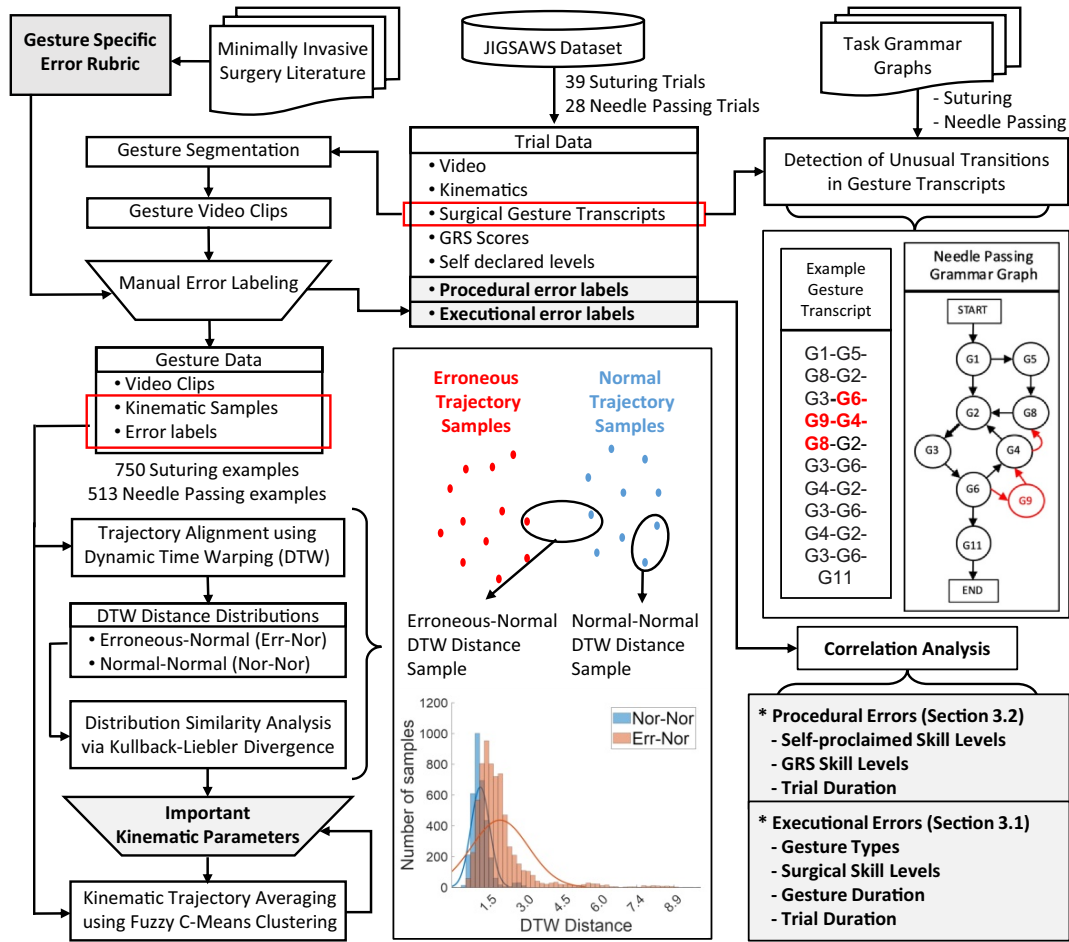 Gesture Specific
Error Rubric
Minimally Invasive
Surgery Literature
JIGSAWS Dataset
39 Suturing Trials
28 Needle Passing Trials
Task Grammar
Graphs
- Suturing
- Needle Passing
Gesture Segmentation
Gesture Video Clips
Manual Error Labeling
Trial Data
• Video
• Kinematics
• Surgical Gesture Transcripts
• GRS Scores
• Self declared levels
• Procedural error labels
• Executional error labels
Detection of Unusual Transitions
in Gesture Transcripts
Example
Gesture
Transcript
G1-G5-
G8-G2-
G3-G6-
G9-G4-
G8-G2-
G3-G6-
G4-G2-
G3-G6-
G4-G2-
G3-G6-
G11
Needle Passing
Grammar Graph
START
G1
G5
G2
G8
G3
G4
G6
G9
G11
END
Gesture Data
• Video Clips
• Kinematic Samples
• Error labels
750 Suturing examples
513 Needle Passing examples
Trajectory Alignment using
Dynamic Time Warping (DTW)
DTW Distance Distributions
• Erroneous-Normal (Err-Nor)
• Normal-Normal (Nor-Nor)
Distribution Similarity Analysis
via Kullback-Liebler Divergence
Important
Kinematic Parameters
Kinematic Trajectory Averaging
using Fuzzy C-Means Clustering
Erroneous
Trajectory
Samples
Normal
Trajectory
Samples
Erroneous-Normal
DTW Distance
Sample
Normal-Normal
DTW Distance
Sample
1200
1000
800
600
400
200
0
Number of samples
Nor-Nor
Err-Nor
1.5 3.0 4.5 6.0 7.4 8.9
DTW Distance
Correlation Analysis
* Procedural Errors (Section 3.2)
- Self-proclaimed Skill Levels
- GRS Skill Levels
- Trial Duration
* Executional Errors (Section 3.1)
- Gesture Types
- Surgical Skill Levels
- Gesture Duration
- Trial Duration